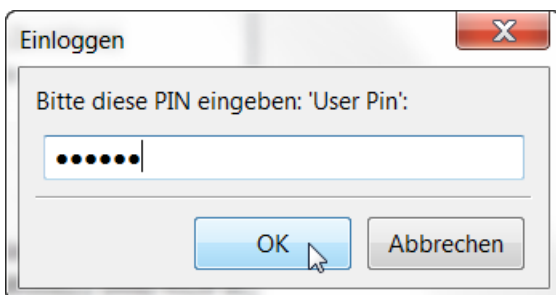 Einloggen
Bitte diese PIN eingeben: 'User Pin':
••••••
OK
Abbrechen